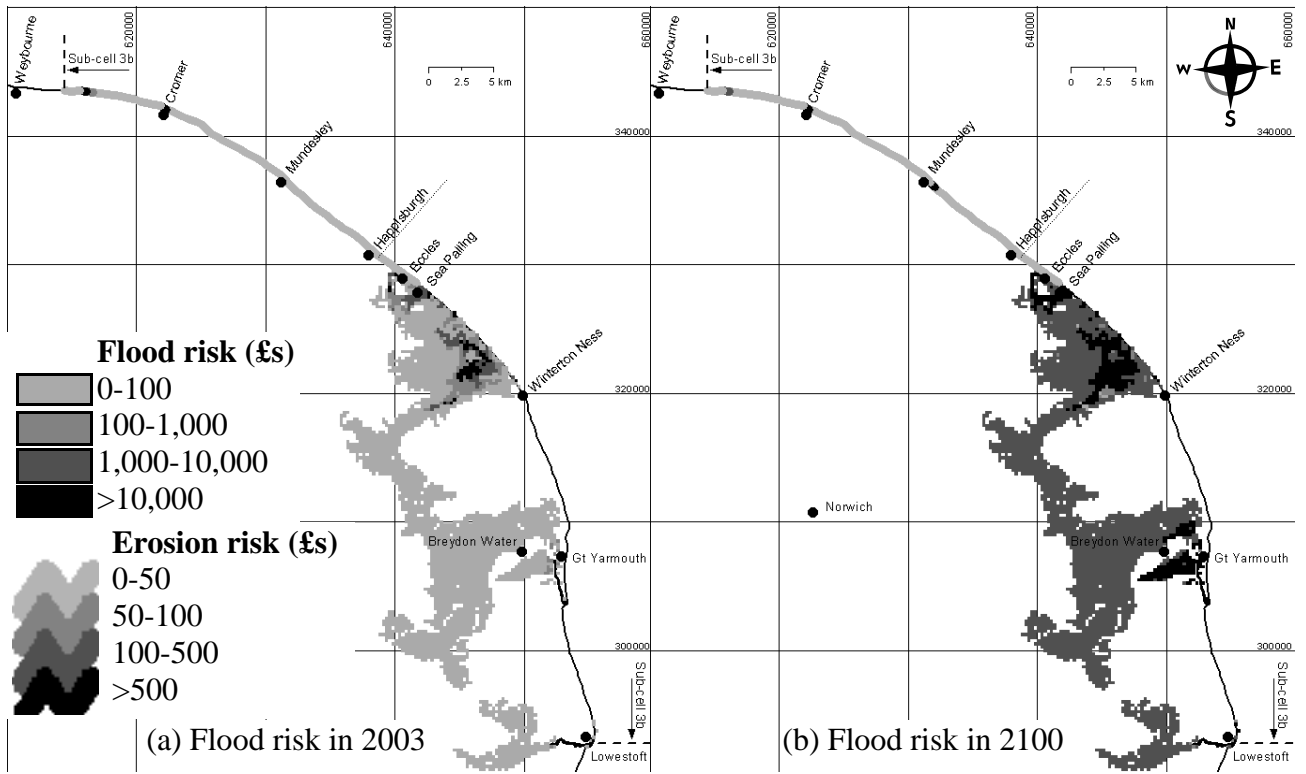 620000
640000
660000
620000
640000
660000
Weybourne
Sub-cell 3b
Cromer
0 2.5 5 km
Weybourne
Sub-cell 3b
Cromer
0 2.5 5 km
N
W E
S
Mundesley
340000
Mundesley
340000
Happisburgh
Eccles
Sea Palling
Happisburgh
Eccles
Sea Palling
Winterton Ness
320000
Winterton Ness
320000
Flood risk (£s)
0-100
100-1,000
1,000-10,000
>10,000
Norwich
Breydon Water
Gt Yarmouth
Breydon Water
Gt Yarmouth
Erosion risk (£s)
0-50
50-100
100-500
>500
300000
300000
Sub-cell 3b
Sub-cell 3b
(a) Flood risk in 2003
(b) Flood risk in 2100
Lowestoft
Lowestoft